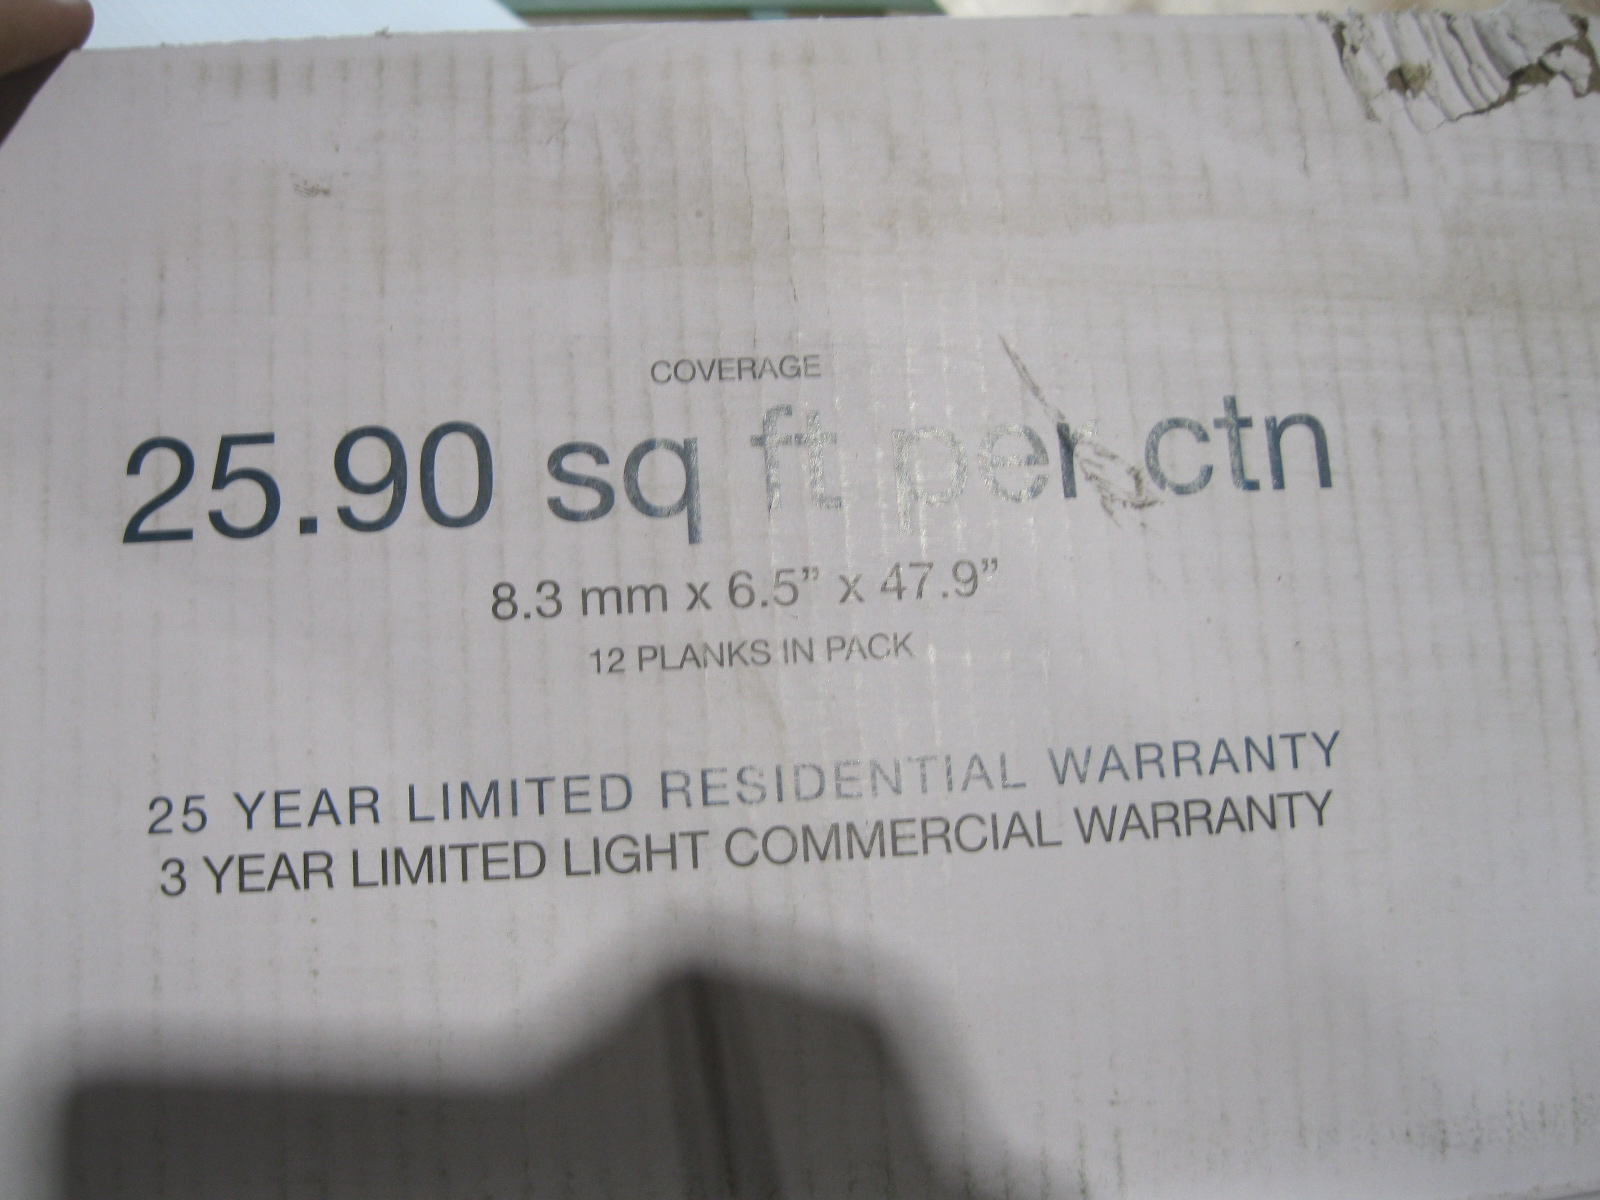 COVERAGE
25.90 sq ft per ctn
8.3 mm x 6.5” x 47.9”
12 PLANKS IN PACK
25 YEAR LIMITED RESIDENTIAL WARRANTY
3 YEAR LIMITED LIGHT COMMERCIAL WARRANTY